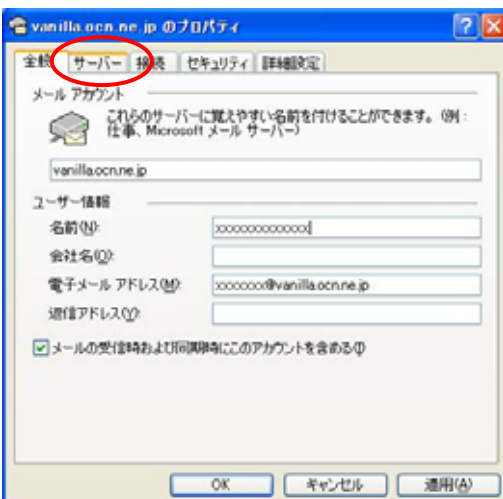 vanilla.ocn.ne.jp のプロパティ
全般 サーバー 接続 セキュリティ 詳細設定
メール アカウント
これらのサーバーに覚えやすい名前を付けることができます。(例:
仕事、Microsoft メール サーバー)
vanilla.ocn.ne.jp
ユーザー情報
名前(N): xxxxxxxxxxxxx
会社名(O):
電子メール アドレス(M): xxxxxxx@vanilla.ocn.ne.jp
返信アドレス(Y):
メールの受信時および同期時にこのアカウントを含める(I)
OK キャンセル 適用(A)